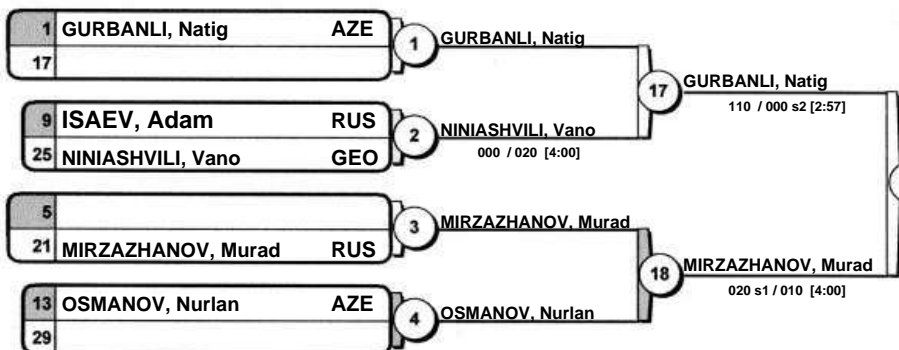 1 GURBANLI, Natig AZE
17
1
GURBANLI, Natig
9 ISAEV, Adam RUS
25 NINIASHVILI, Vano GEO
2
NINIASHVILI, Vano
000 / 020 [4:00]
17
GURBANLI, Natig
110 / 000 s2 [2:57]
5
21 MIRZAZHANOV, Murad RUS
3
MIRZAZHANOV, Murad
13 OSMANOV, Nurlan AZE
29
4
OSMANOV, Nurlan
18
MIRZAZHANOV, Murad
020 s1 / 010 [4:00]